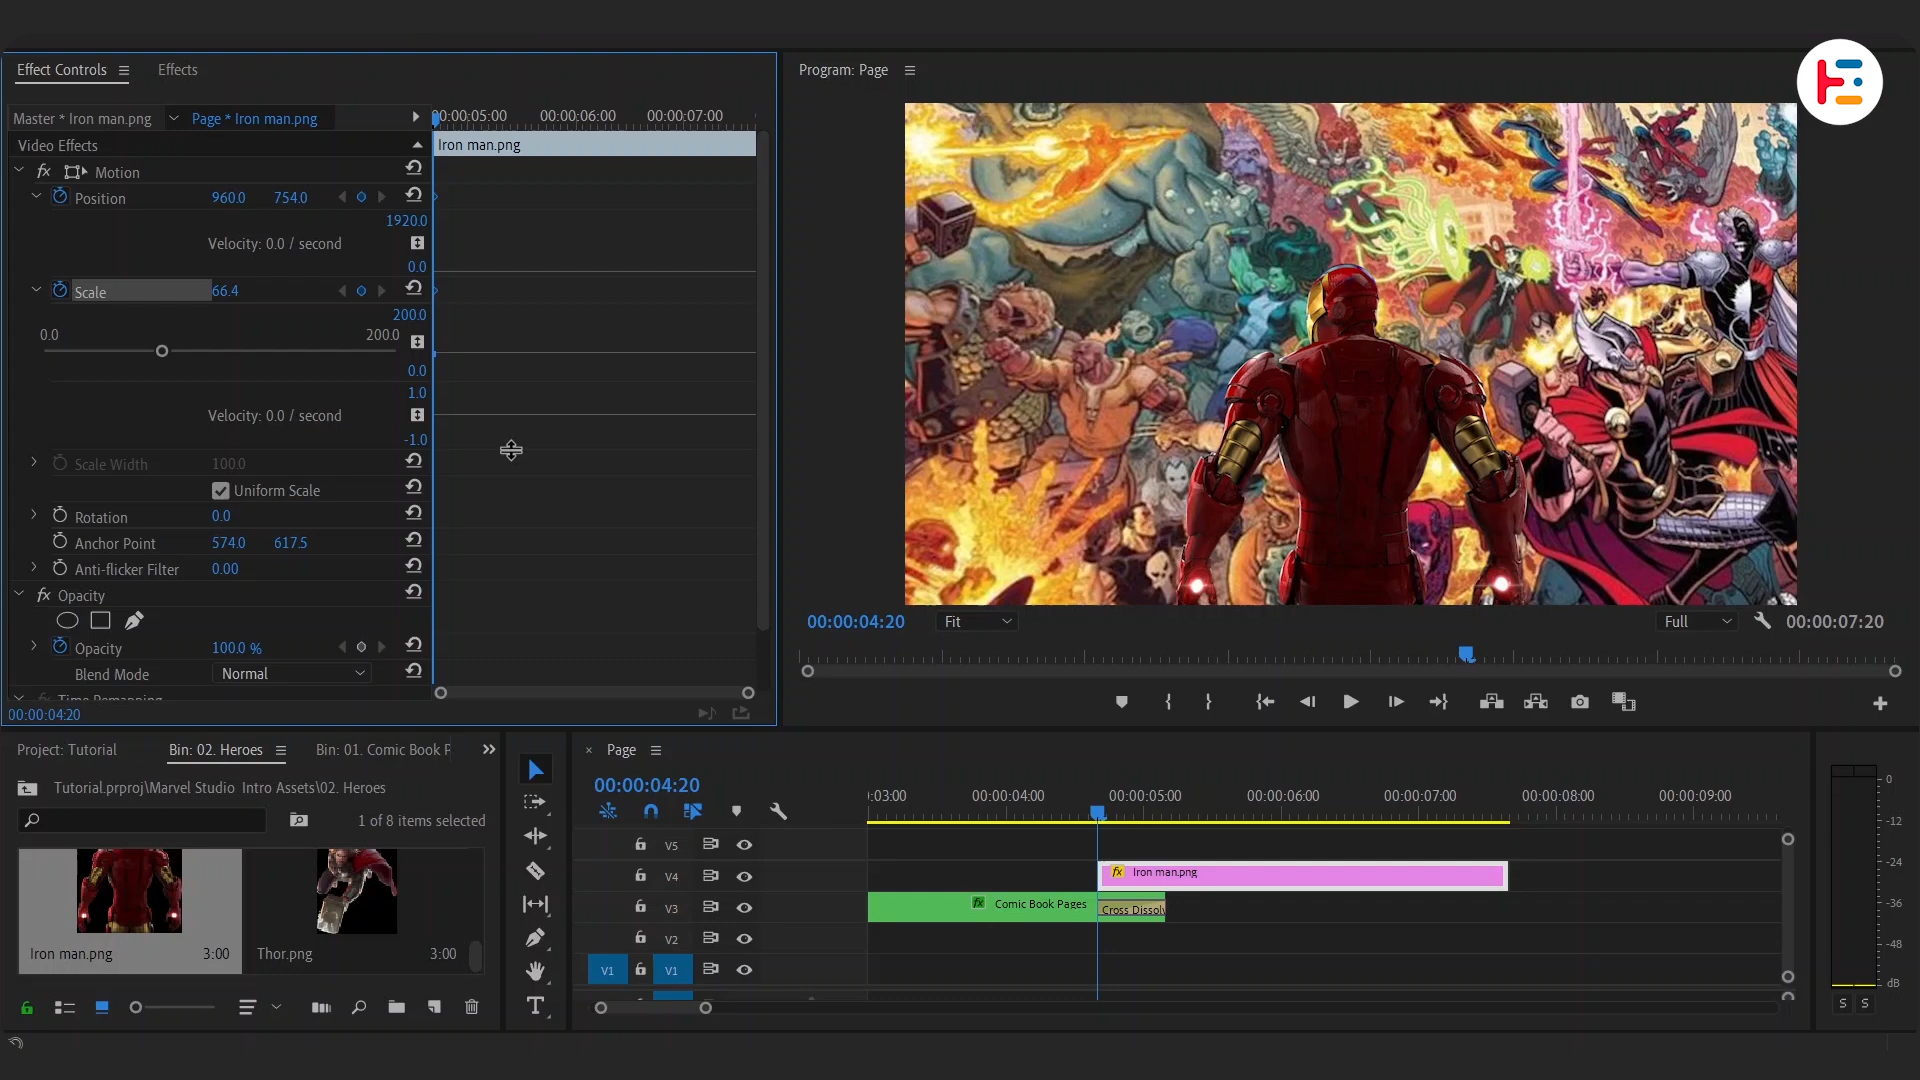 Effect Controls
Effects
Master * Iron man.png
Page * Iron man.png
00:00:05:00
00:00:06:00
00:00:07:00
Video Effects
Iron man.png
fx Motion
Position 960.0 754.0
1920.0
Velocity: 0.0 / second
0.0
Scale 66.4
200.0
0.0 200.0
0.0
1.0
Velocity: 0.0 / second
-1.0
Scale Width 100.0
Uniform Scale
Rotation 0.0
Anchor Point 574.0 617.5
Anti-flicker Filter 0.00
fx Opacity
Opacity 100.0 %
Blend Mode Normal
Time Remapping
00:00:04:20
Program: Page
00:00:04:20
Fit
Full
00:00:07:20
Project: Tutorial
Bin: 02. Heroes
Bin: 01. Comic Book P
Tutorial.prproj\Marvel Studio Intro Assets\02. Heroes
1 of 8 items selected
Iron man.png 3:00
Thor.png 3:00
× Page
00:00:04:20
:03:00
00:00:04:00
00:00:05:00
00:00:06:00
00:00:07:00
00:00:08:00
00:00:09:00
V5
V4
fx Iron man.png
V3
fx Comic Book Pages
Cross Dissolv
V2
V1 V1
0
-12
-24
-36
-48
dB
S S